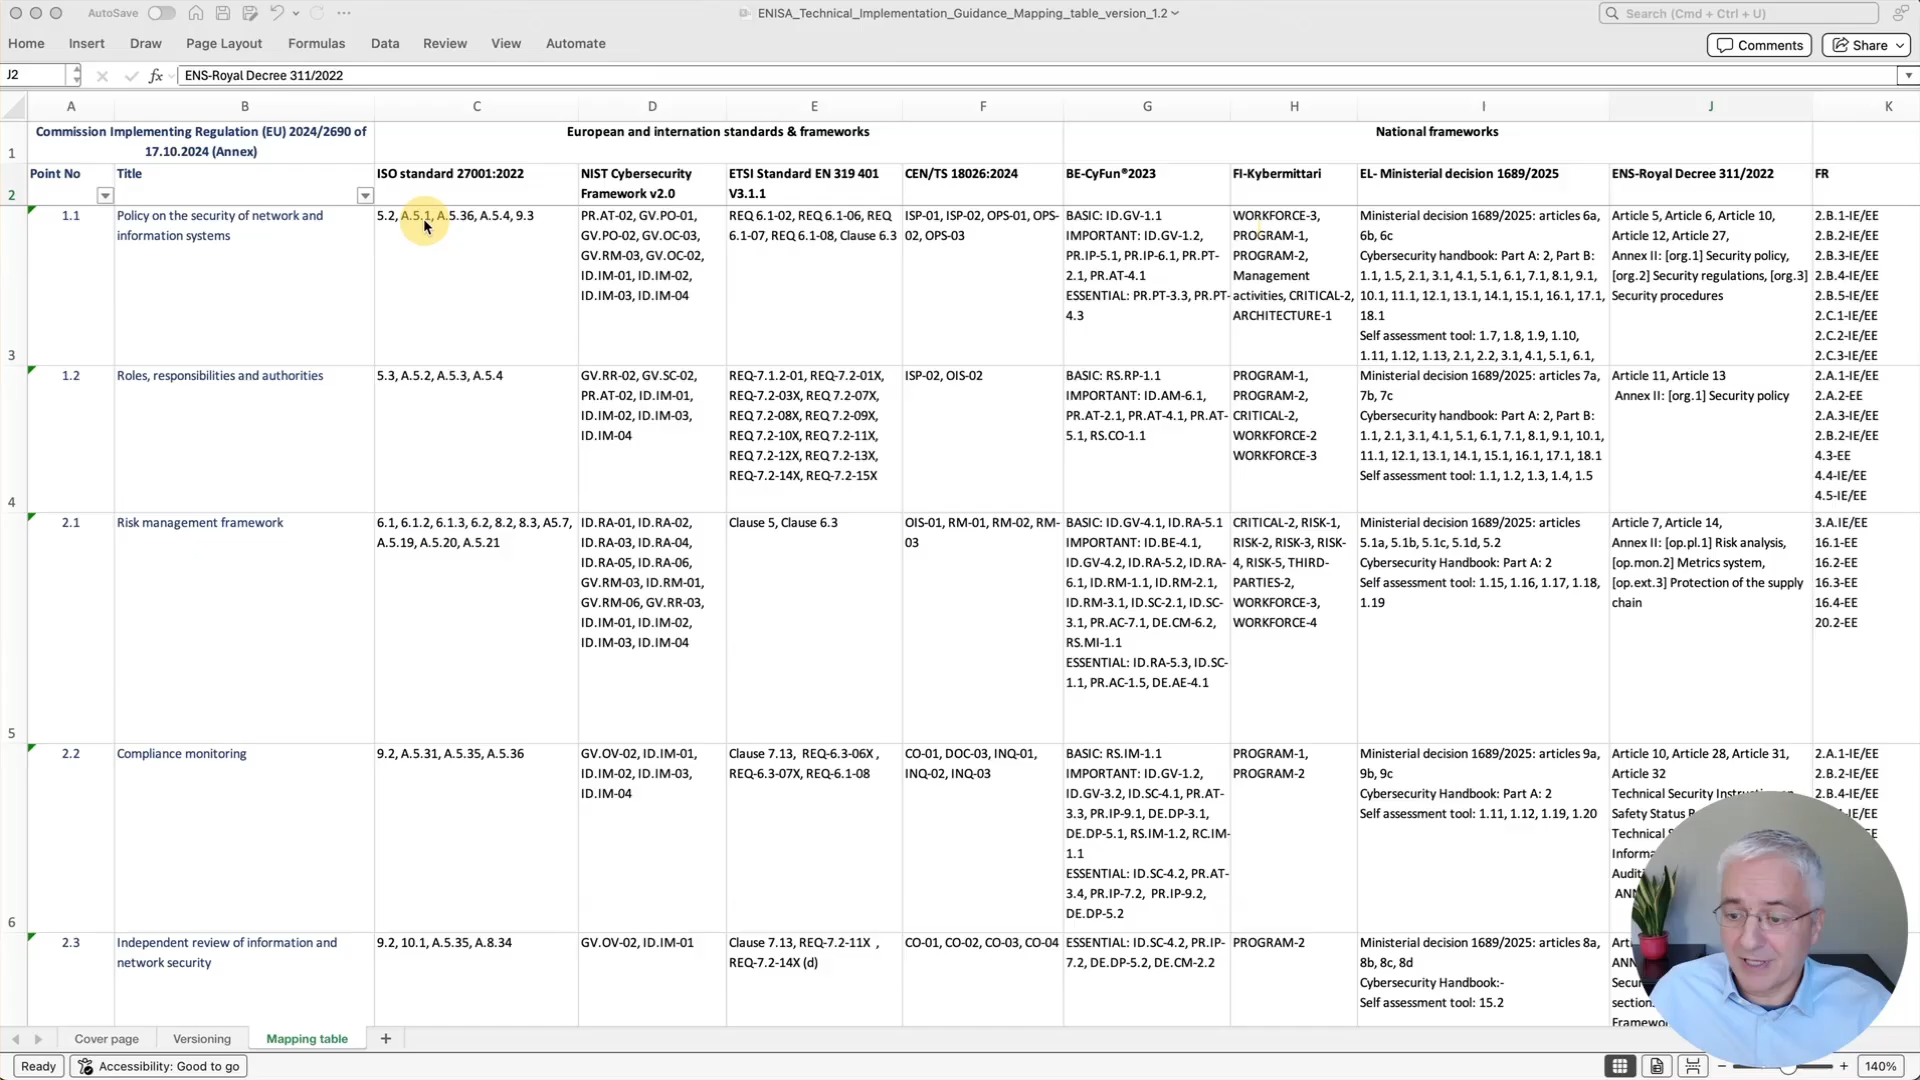 AutoSave
ENISA_Technical_Implementation_Guidance_Mapping_table_version_1.2
Search (Cmd + Ctrl + U)
Home Insert Draw Page Layout Formulas Data Review View Automate
Comments Share
J2 fx ENS-Royal Decree 311/2022
A B C D E F G H I J K
1
Commission Implementing Regulation (EU) 2024/2690 of
17.10.2024 (Annex)
European and internation standards & frameworks
National frameworks
2
Point No
Title
ISO standard 27001:2022
NIST Cybersecurity
Framework v2.0
ETSI Standard EN 319 401
V3.1.1
CEN/TS 18026:2024
BE-CyFun®2023
FI-Kybermittari
EL- Ministerial decision 1689/2025
ENS-Royal Decree 311/2022
FR
3
1.1
Policy on the security of network and
information systems
5.2, A.5.1, A.5.36, A.5.4, 9.3
PR.AT-02, GV.PO-01,
GV.PO-02, GV.OC-03,
GV.RM-03, GV.OC-02,
ID.IM-01, ID.IM-02,
ID.IM-03, ID.IM-04
REQ 6.1-02, REQ 6.1-06, REQ
6.1-07, REQ 6.1-08, Clause 6.3
ISP-01, ISP-02, OPS-01, OPS-
02, OPS-03
BASIC: ID.GV-1.1
IMPORTANT: ID.GV-1.2,
PR.IP-5.1, PR.IP-6.1, PR.PT-
2.1, PR.AT-4.1
ESSENTIAL: PR.PT-3.3, PR.PT-
4.3
WORKFORCE-3,
PROGRAM-1,
PROGRAM-2,
Management
activities, CRITICAL-2,
ARCHITECTURE-1
Ministerial decision 1689/2025: articles 6a,
6b, 6c
Cybersecurity handbook: Part A: 2, Part B:
1.1, 1.5, 2.1, 3.1, 4.1, 5.1, 6.1, 7.1, 8.1, 9.1,
10.1, 11.1, 12.1, 13.1, 14.1, 15.1, 16.1, 17.1,
18.1
Self assessment tool: 1.7, 1.8, 1.9, 1.10,
1.11, 1.12, 1.13, 2.1, 2.2, 3.1, 4.1, 5.1, 6.1,
Article 5, Article 6, Article 10,
Article 12, Article 27,
Annex II: [org.1] Security policy,
[org.2] Security regulations, [org.3]
Security procedures
2.B.1-IE/EE
2.B.2-IE/EE
2.B.3-IE/EE
2.B.4-IE/EE
2.B.5-IE/EE
2.C.1-IE/EE
2.C.2-IE/EE
2.C.3-IE/EE
4
1.2
Roles, responsibilities and authorities
5.3, A.5.2, A.5.3, A.5.4
GV.RR-02, GV.SC-02,
PR.AT-02, ID.IM-01,
ID.IM-02, ID.IM-03,
ID.IM-04
REQ-7.1.2-01, REQ-7.2-01X,
REQ-7.2-03X, REQ 7.2-07X,
REQ 7.2-08X, REQ 7.2-09X,
REQ 7.2-10X, REQ 7.2-11X,
REQ 7.2-12X, REQ 7.2-13X,
REQ-7.2-14X, REQ-7.2-15X
ISP-02, OIS-02
BASIC: RS.RP-1.1
IMPORTANT: ID.AM-6.1,
PR.AT-2.1, PR.AT-4.1, PR.AT-
5.1, RS.CO-1.1
PROGRAM-1,
PROGRAM-2,
CRITICAL-2,
WORKFORCE-2
WORKFORCE-3
Ministerial decision 1689/2025: articles 7a,
7b, 7c
Cybersecurity handbook: Part A: 2, Part B:
1.1, 2.1, 3.1, 4.1, 5.1, 6.1, 7.1, 8.1, 9.1, 10.1,
11.1, 12.1, 13.1, 14.1, 15.1, 16.1, 17.1, 18.1
Self assessment tool: 1.1, 1.2, 1.3, 1.4, 1.5
Article 11, Article 13
Annex II: [org.1] Security policy
2.A.1-IE/EE
2.A.2-EE
2.A.3-IE/EE
2.B.2-IE/EE
4.3-EE
4.4-IE/EE
4.5-IE/EE
5
2.1
Risk management framework
6.1, 6.1.2, 6.1.3, 6.2, 8.2, 8.3, A5.7,
A.5.19, A.5.20, A.5.21
ID.RA-01, ID.RA-02,
ID.RA-03, ID.RA-04,
ID.RA-05, ID.RA-06,
GV.RM-03, ID.RM-01,
GV.RM-06, GV.RR-03,
ID.IM-01, ID.IM-02,
ID.IM-03, ID.IM-04
Clause 5, Clause 6.3
OIS-01, RM-01, RM-02, RM-
03
BASIC: ID.GV-4.1, ID.RA-5.1
IMPORTANT: ID.BE-4.1,
ID.GV-4.2, ID.RA-5.2, ID.RA-
6.1, ID.RM-1.1, ID.RM-2.1,
ID.RM-3.1, ID.SC-2.1, ID.SC-
3.1, PR.AC-7.1, DE.CM-6.2,
RS.MI-1.1
ESSENTIAL: ID.RA-5.3, ID.SC-
1.1, PR.AC-1.5, DE.AE-4.1
CRITICAL-2, RISK-1,
RISK-2, RISK-3, RISK-
4, RISK-5, THIRD-
PARTIES-2,
WORKFORCE-3,
WORKFORCE-4
Ministerial decision 1689/2025: articles
5.1a, 5.1b, 5.1c, 5.1d, 5.2
Cybersecurity Handbook: Part A: 2
Self assessment tool: 1.15, 1.16, 1.17, 1.18,
1.19
Article 7, Article 14,
Annex II: [op.pl.1] Risk analysis,
[op.mon.2] Metrics system,
[op.ext.3] Protection of the supply
chain
3.A.IE/EE
16.1-EE
16.2-EE
16.3-EE
16.4-EE
20.2-EE
6
2.2
Compliance monitoring
9.2, A.5.31, A.5.35, A.5.36
GV.OV-02, ID.IM-01,
ID.IM-02, ID.IM-03,
ID.IM-04
Clause 7.13, REQ-6.3-06X ,
REQ-6.3-07X, REQ-6.1-08
CO-01, DOC-03, INQ-01,
INQ-02, INQ-03
BASIC: RS.IM-1.1
IMPORTANT: ID.GV-1.2,
ID.GV-3.2, ID.SC-4.1, PR.AT-
3.3, PR.IP-9.1, DE.DP-3.1,
DE.DP-5.1, RS.IM-1.2, RC.IM-
1.1
ESSENTIAL: ID.SC-4.2, PR.AT-
3.4, PR.IP-7.2, PR.IP-9.2,
DE.DP-5.2
PROGRAM-1,
PROGRAM-2
Ministerial decision 1689/2025: articles 9a,
9b, 9c
Cybersecurity Handbook: Part A: 2
Self assessment tool: 1.11, 1.12, 1.19, 1.20
Article 10, Article 28, Article 31,
Article 32
Technical Security
Safety Status
Technical
2.A.1-IE/EE
2.B.2-IE/EE
2.B.4-IE/EE
2.3
Independent review of information and
network security
9.2, 10.1, A.5.35, A.8.34
GV.OV-02, ID.IM-01
Clause 7.13, REQ-7.2-11X ,
REQ-7.2-14X (d)
CO-01, CO-02, CO-03, CO-04
ESSENTIAL: ID.SC-4.2, PR.IP-
7.2, DE.DP-5.2, DE.CM-2.2
PROGRAM-2
Ministerial decision 1689/2025: articles 8a,
8b, 8c, 8d
Cybersecurity Handbook:-
Self assessment tool: 15.2
Cover page Versioning Mapping table +
Ready Accessibility: Good to go
140%